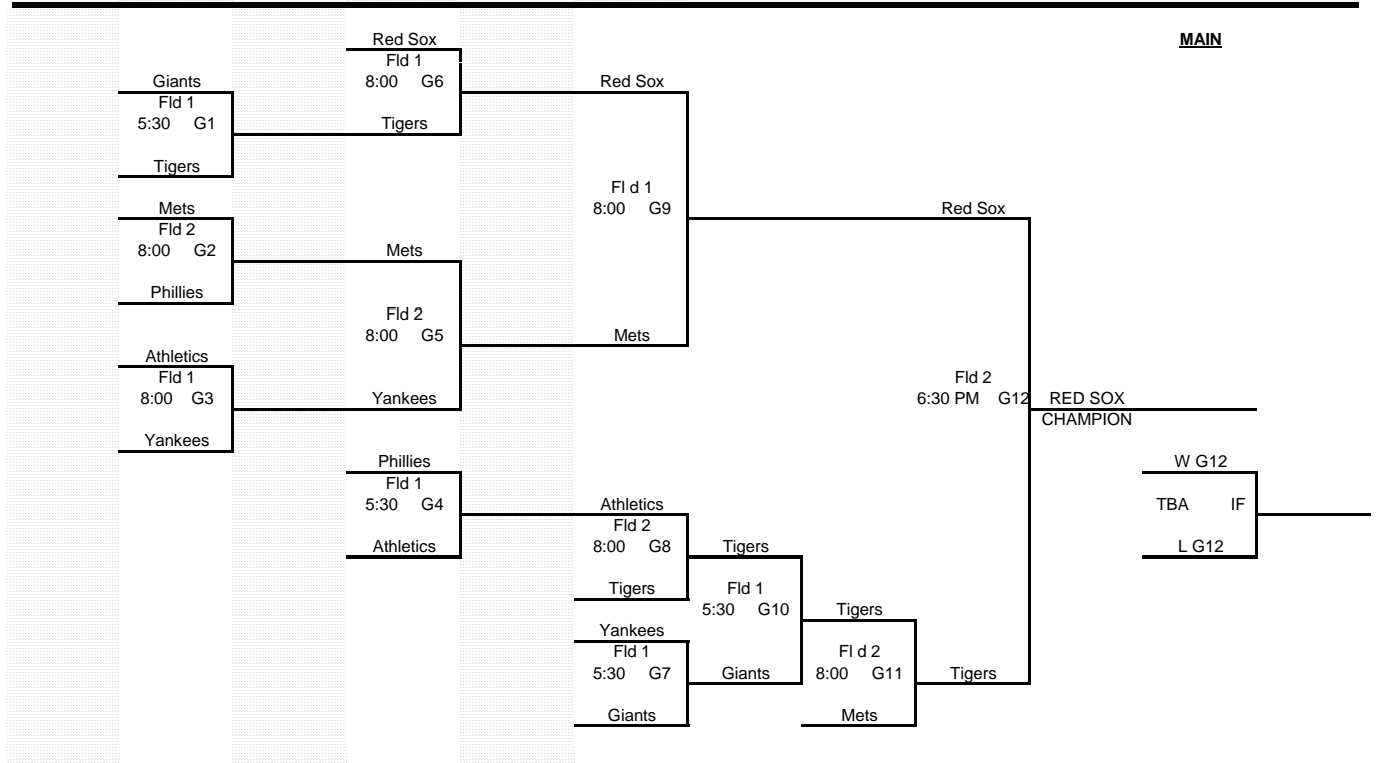 Red Sox
MAIN
Fld 1
Giants
8:00 G6
Red Sox
Fld 1
5:30 G1
Tigers
Tigers
Fl d 1
Mets
8:00 G9
Red Sox
Fld 2
8:00 G2
Mets
Phillies
Fld 2
8:00 G5
Mets
Athletics
Fld 1
Fld 2
8:00 G3
Yankees
6:30 PM G12
RED SOX
CHAMPION
Yankees
Phillies
W G12
Fld 1
5:30 G4
Athletics
TBA IF
Fld 2
Athletics
8:00 G8
Tigers
L G12
Tigers
Fld 1
5:30 G10
Tigers
Yankees
Fld 1
Fl d 2
5:30 G7
Giants
8:00 G11
Tigers
Giants
Mets